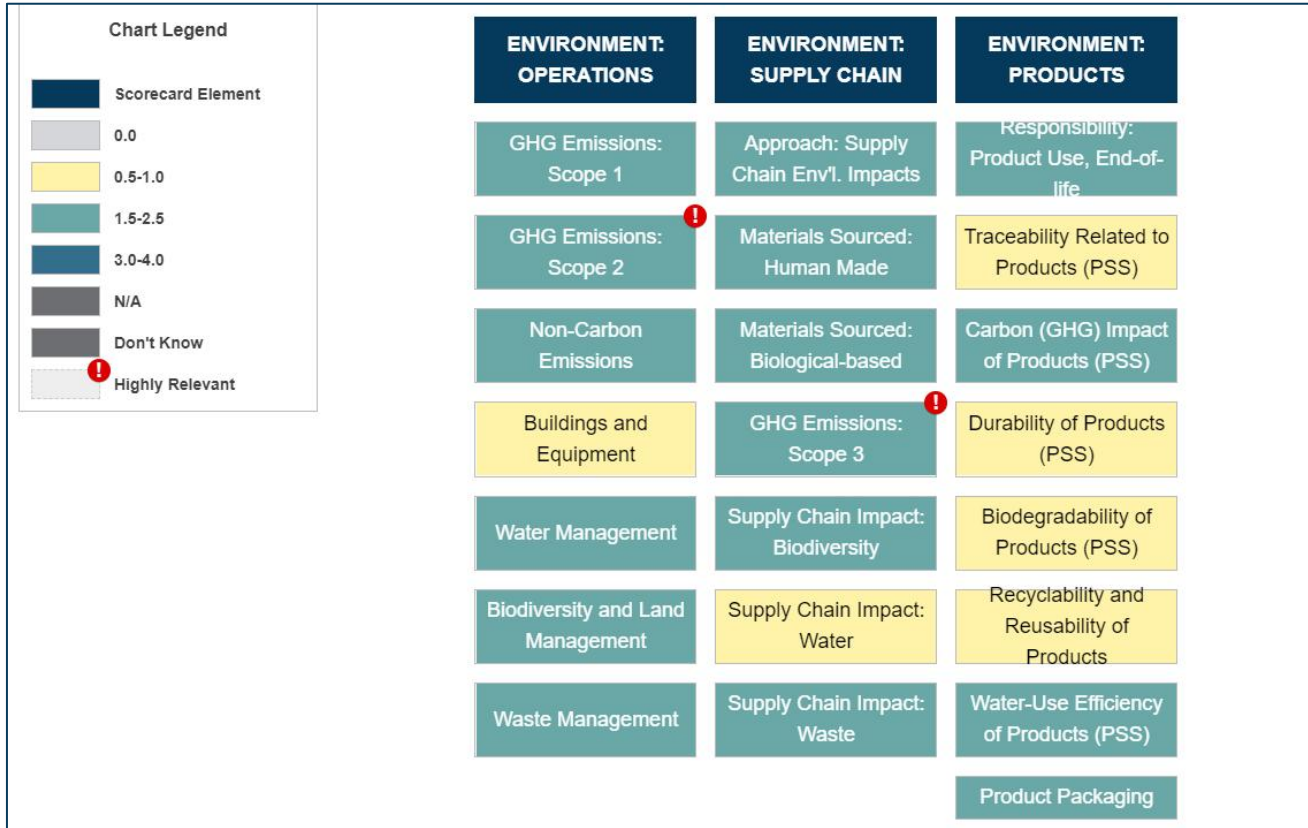 Chart Legend
Scorecard Element
0.0
0.5-1.0
1.5-2.5
3.0-4.0
N/A
Don't Know
!
Highly Relevant
ENVIRONMENT:
OPERATIONS
GHG Emissions:
Scope 1
!
GHG Emissions:
Scope 2
Non-Carbon
Emissions
Buildings and
Equipment
Water Management
Biodiversity and Land
Management
Waste Management
ENVIRONMENT:
SUPPLY CHAIN
Approach: Supply
Chain Env'l. Impacts
Materials Sourced:
Human Made
Materials Sourced:
Biological-based
!
GHG Emissions:
Scope 3
Supply Chain Impact:
Biodiversity
Supply Chain Impact:
Water
Supply Chain Impact:
Waste
ENVIRONMENT:
PRODUCTS
Responsibility:
Product Use, End-of-
life
Traceability Related to
Products (PSS)
Carbon (GHG) Impact
of Products (PSS)
Durability of Products
(PSS)
Biodegradability of
Products (PSS)
Recyclability and
Reusability of
Products
Water-Use Efficiency
of Products (PSS)
Product Packaging